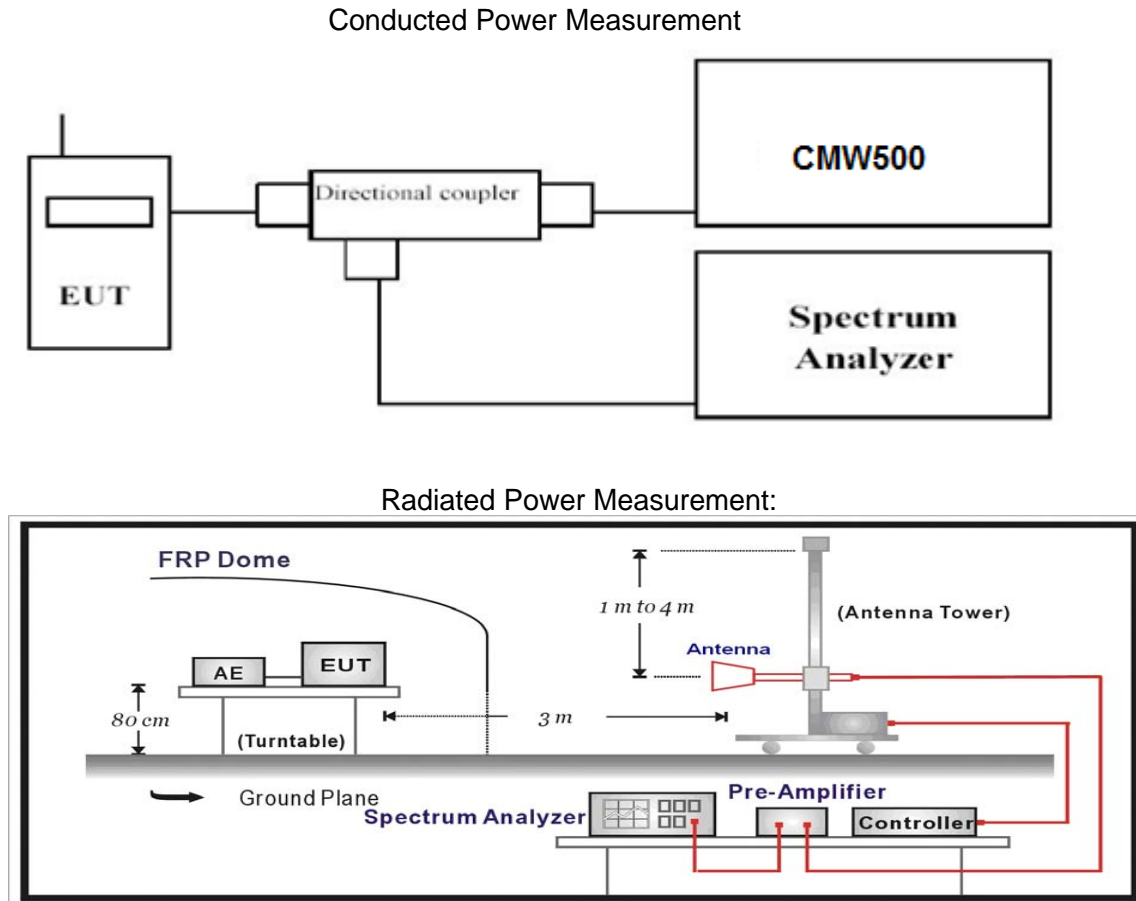 Conducted Power Measurement
CMW500
Directional coupler
EUT
Spectrum
Analyzer
Radiated Power Measurement:
FRP Dome
1 m to 4 m
(Antenna Tower)
Antenna
AE
EUT
80 cm
3 m
(Turntable)
Ground Plane
Pre-Amplifier
Spectrum Analyzer
Controller